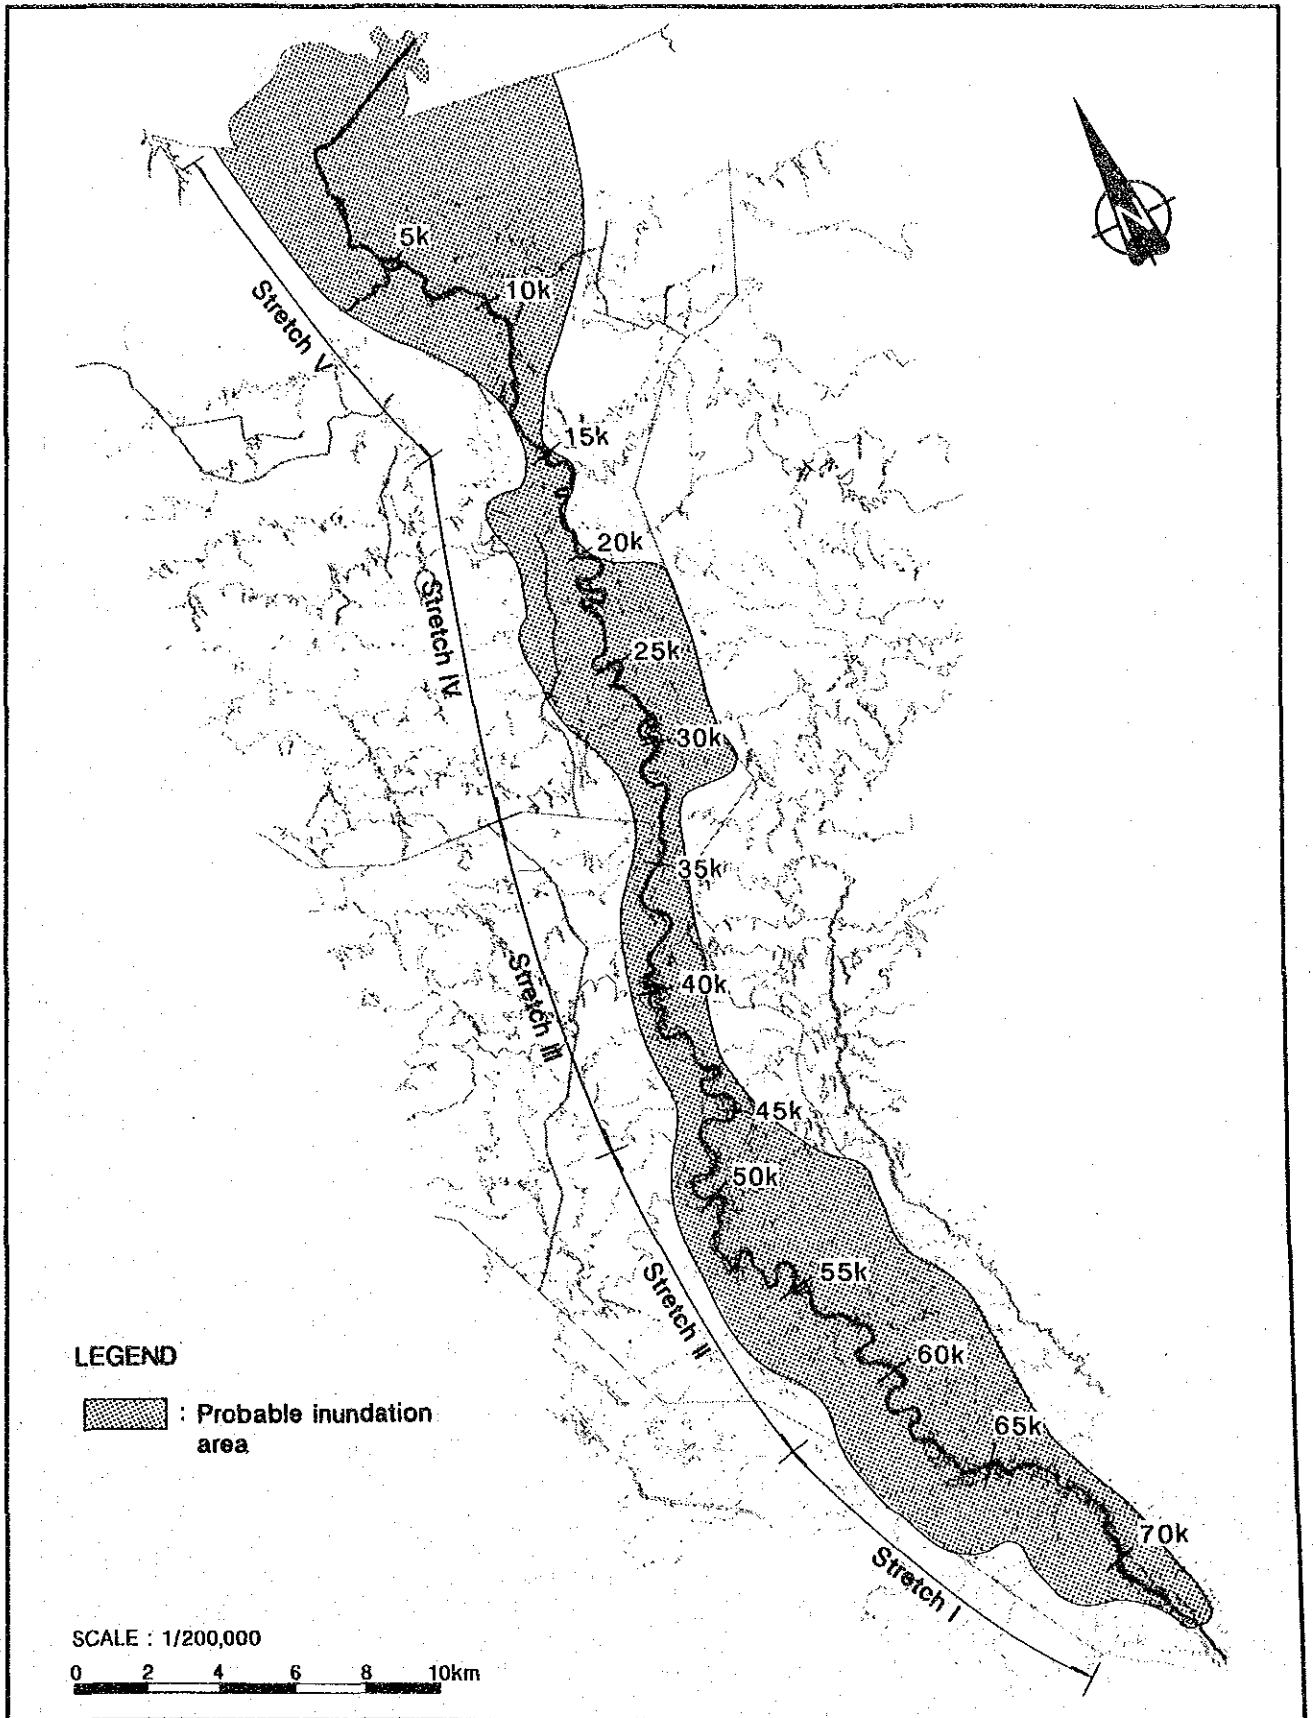 N
5k
10k
Stretch V
15k
20k
Stretch IV
25k
30k
35k
Stretch III
40k
45k
50k
Stretch II
55k
60k
65k
70k
Stretch I
LEGEND
: Probable inundation
area
SCALE : 1/200,000
0 2 4 6 8 10km